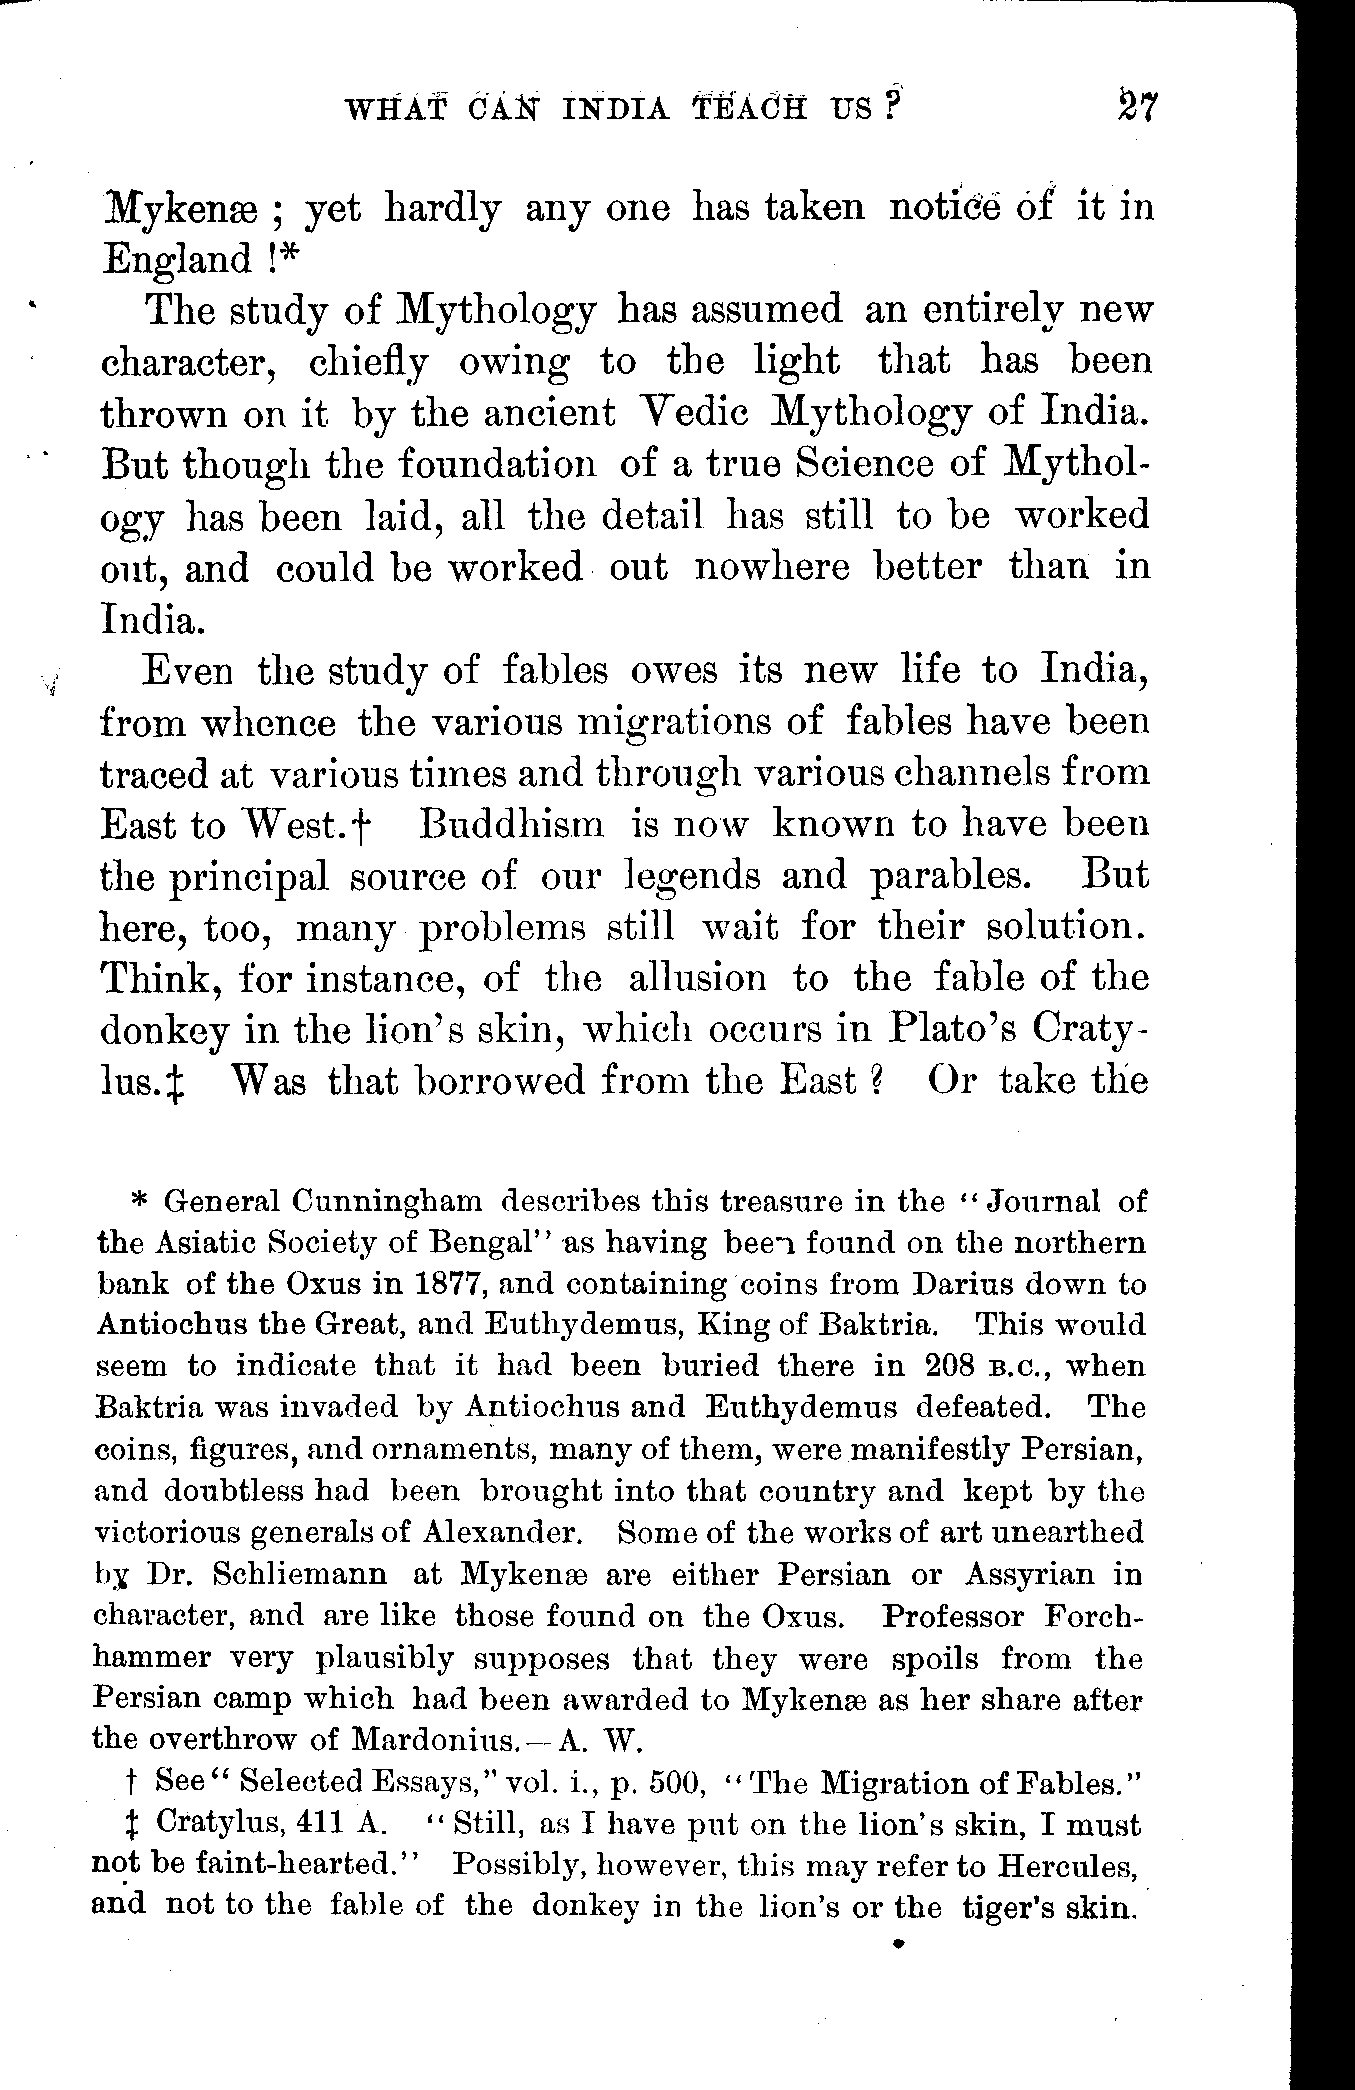 WHAT CAN INDIA TEACH US ? 27
Mykenæ ; yet hardly any one has taken notice of it in
England !*
The study of Mythology has assumed an entirely new
character, chiefly owing to the light that has been
thrown on it by the ancient Vedic Mythology of India.
But though the foundation of a true Science of Mythol-
ogy has been laid, all the detail has still to be worked
out, and could be worked out nowhere better than in
India.
Even the study of fables owes its new life to India,
from whence the various migrations of fables have been
traced at various times and through various channels from
East to West.† Buddhism is now known to have been
the principal source of our legends and parables. But
here, too, many problems still wait for their solution.
Think, for instance, of the allusion to the fable of the
donkey in the lion's skin, which occurs in Plato's Craty-
lus.‡ Was that borrowed from the East ? Or take the
* General Cunningham describes this treasure in the "Journal of
the Asiatic Society of Bengal" as having been found on the northern
bank of the Oxus in 1877, and containing coins from Darius down to
Antiochus the Great, and Euthydemus, King of Baktria. This would
seem to indicate that it had been buried there in 208 B.C., when
Baktria was invaded by Antiochus and Euthydemus defeated. The
coins, figures, and ornaments, many of them, were manifestly Persian,
and doubtless had been brought into that country and kept by the
victorious generals of Alexander. Some of the works of art unearthed
by Dr. Schliemann at Mykenæ are either Persian or Assyrian in
character, and are like those found on the Oxus. Professor Forch-
hammer very plausibly supposes that they were spoils from the
Persian camp which had been awarded to Mykenæ as her share after
the overthrow of Mardonius.—A. W.
† See "Selected Essays," vol. i., p. 500, "The Migration of Fables."
‡ Cratylus, 411 A. "Still, as I have put on the lion's skin, I must
not be faint-hearted." Possibly, however, this may refer to Hercules,
and not to the fable of the donkey in the lion's or the tiger's skin.